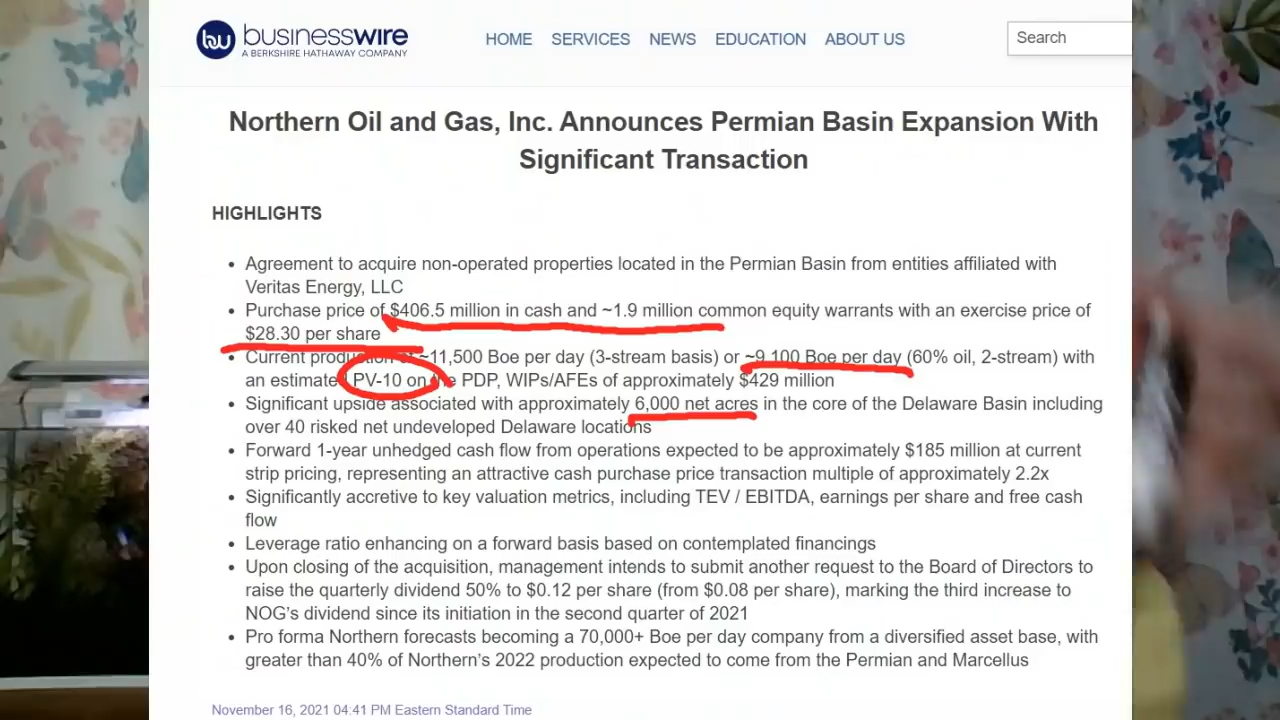 businesswire
A BERKSHIRE HATHAWAY COMPANY
HOME SERVICES NEWS EDUCATION ABOUT US
Search
Northern Oil and Gas, Inc. Announces Permian Basin Expansion With
Significant Transaction
HIGHLIGHTS
• Agreement to acquire non-operated properties located in the Permian Basin from entities affiliated with
Veritas Energy, LLC
• Purchase price of $406.5 million in cash and ~1.9 million common equity warrants with an exercise price of
$28.30 per share
• Current production of ~11,500 Boe per day (3-stream basis) or ~9,100 Boe per day (60% oil, 2-stream) with
an estimated PV-10 on the PDP, WIPs/AFEs of approximately $429 million
• Significant upside associated with approximately 6,000 net acres in the core of the Delaware Basin including
over 40 risked net undeveloped Delaware locations
• Forward 1-year unhedged cash flow from operations expected to be approximately $185 million at current
strip pricing, representing an attractive cash purchase price transaction multiple of approximately 2.2x
• Significantly accretive to key valuation metrics, including TEV / EBITDA, earnings per share and free cash
flow
• Leverage ratio enhancing on a forward basis based on contemplated financings
• Upon closing of the acquisition, management intends to submit another request to the Board of Directors to
raise the quarterly dividend 50% to $0.12 per share (from $0.08 per share), marking the third increase to
NOG's dividend since its initiation in the second quarter of 2021
• Pro forma Northern forecasts becoming a 70,000+ Boe per day company from a diversified asset base, with
greater than 40% of Northern's 2022 production expected to come from the Permian and Marcellus
November 16, 2021 04:41 PM Eastern Standard Time